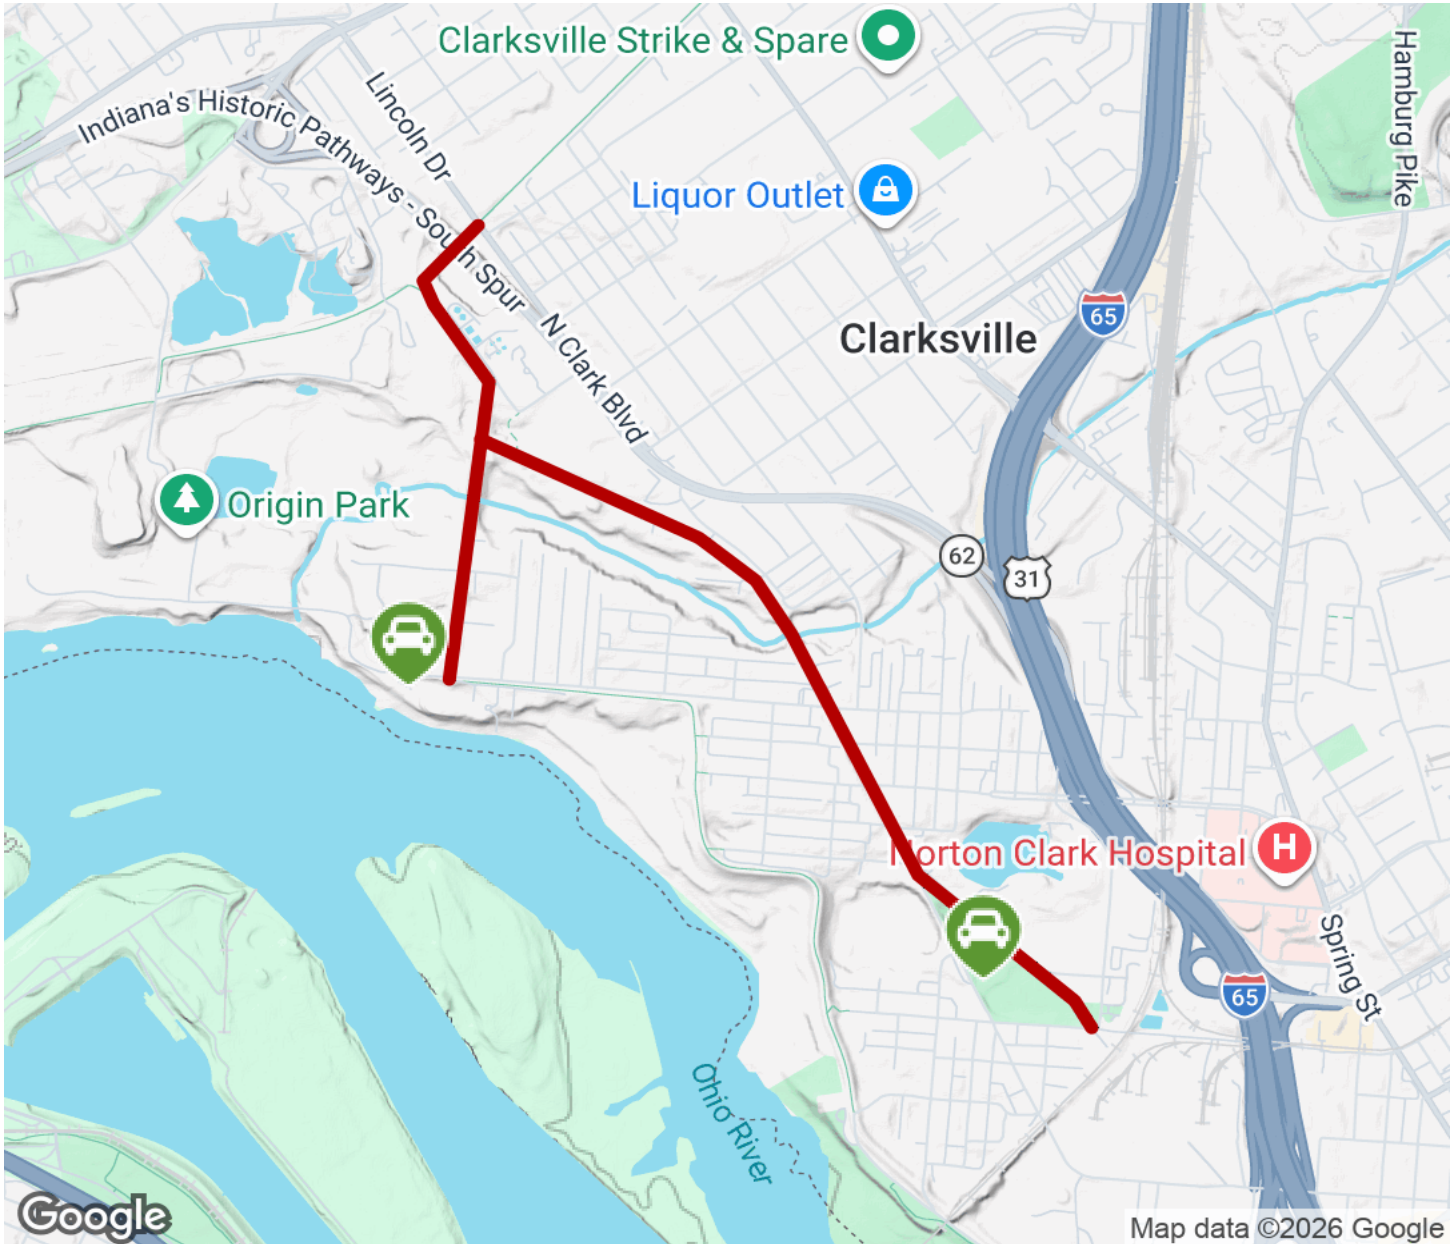 Clarksville Strike & Spare
Hamburg Pike
Lincoln Dr
Indiana's Historic Pathways - South Spur
Liquor Outlet
65
N Clark Blvd
Clarksville
Origin Park
62
31
Norton Clark Hospital
H
Spring St
65
Ohio River
Google
Map data ©2026 Google